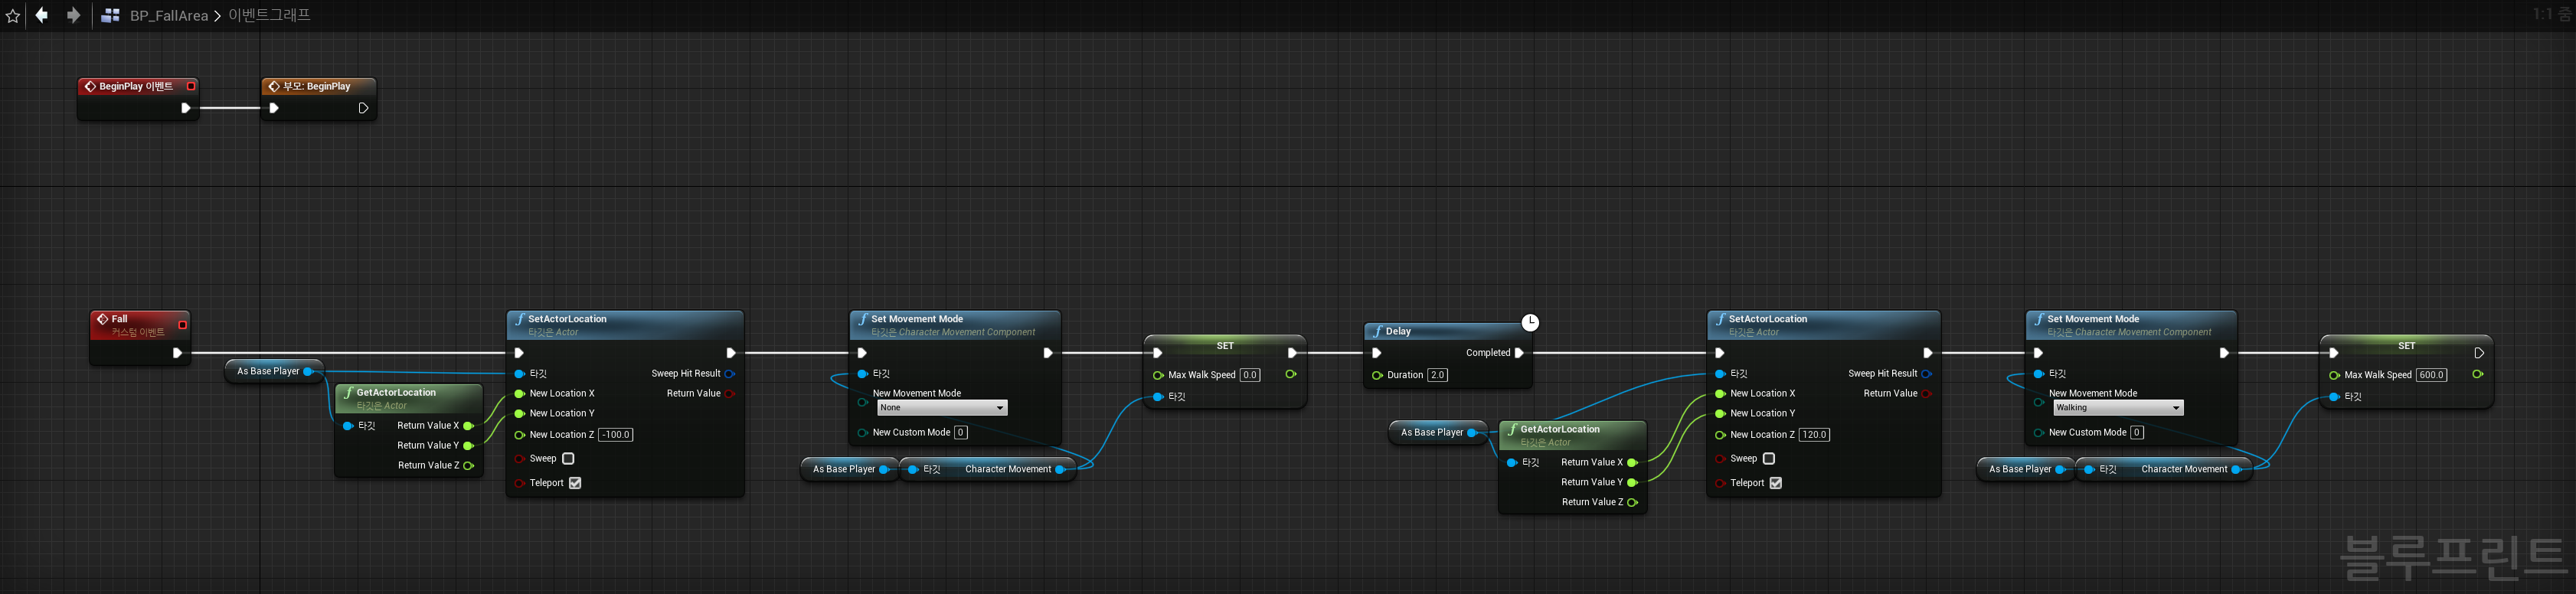 BP_FallArea > 이벤트그래프
1:1 줌
BeginPlay 이벤트
부모: BeginPlay
Fall
커스텀 이벤트
As Base Player
GetActorLocation
타깃은 Actor
타깃
Return Value X
Return Value Y
Return Value Z
SetActorLocation
타깃은 Actor
타깃
Sweep Hit Result
New Location X
Return Value
New Location Y
New Location Z -100.0
Sweep
Teleport
Set Movement Mode
타깃은 Character Movement Component
타깃
New Movement Mode
None
New Custom Mode 0
As Base Player
타깃 Character Movement
SET
Max Walk Speed 0.0
타깃
Delay
Completed
Duration 2.0
As Base Player
GetActorLocation
타깃은 Actor
타깃
Return Value X
Return Value Y
Return Value Z
SetActorLocation
타깃은 Actor
타깃
Sweep Hit Result
New Location X
Return Value
New Location Y
New Location Z 120.0
Sweep
Teleport
Set Movement Mode
타깃은 Character Movement Component
타깃
New Movement Mode
Walking
New Custom Mode 0
As Base Player
타깃 Character Movement
SET
Max Walk Speed 600.0
타깃
블루프린트